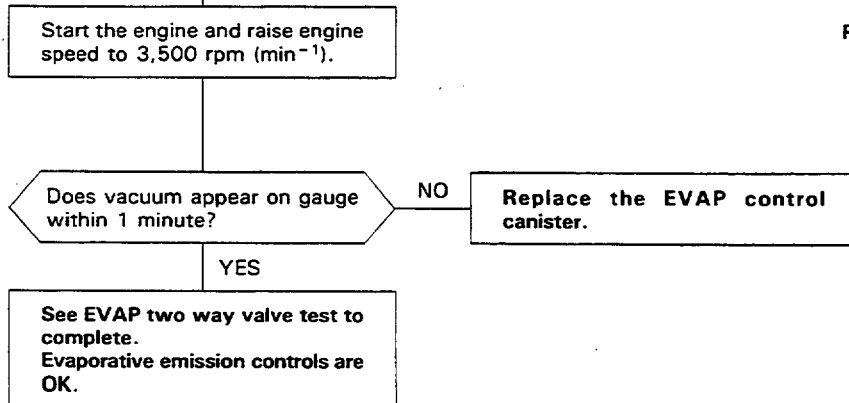 Start the engine and raise engine
speed to 3,500 rpm (min⁻¹).
Does vacuum appear on gauge
within 1 minute?
NO
Replace the EVAP control
canister.
YES
See EVAP two way valve test to
complete.
Evaporative emission controls are
OK.